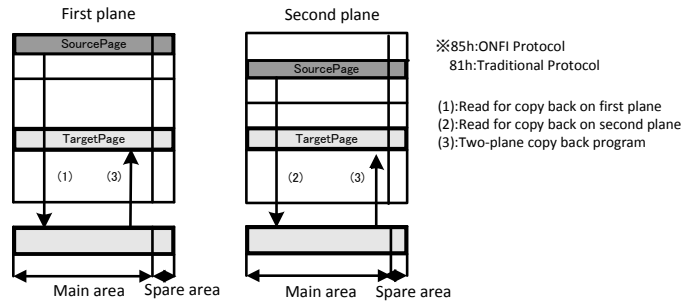 First plane
Second plane
SourcePage
SourcePage
TargetPage
TargetPage
(1)
(3)
(2)
(3)
Main area
Spare area
Main area
Spare area
※85h:ONFI Protocol
81h:Traditional Protocol
(1):Read for copy back on first plane
(2):Read for copy back on second plane
(3):Two-plane copy back program